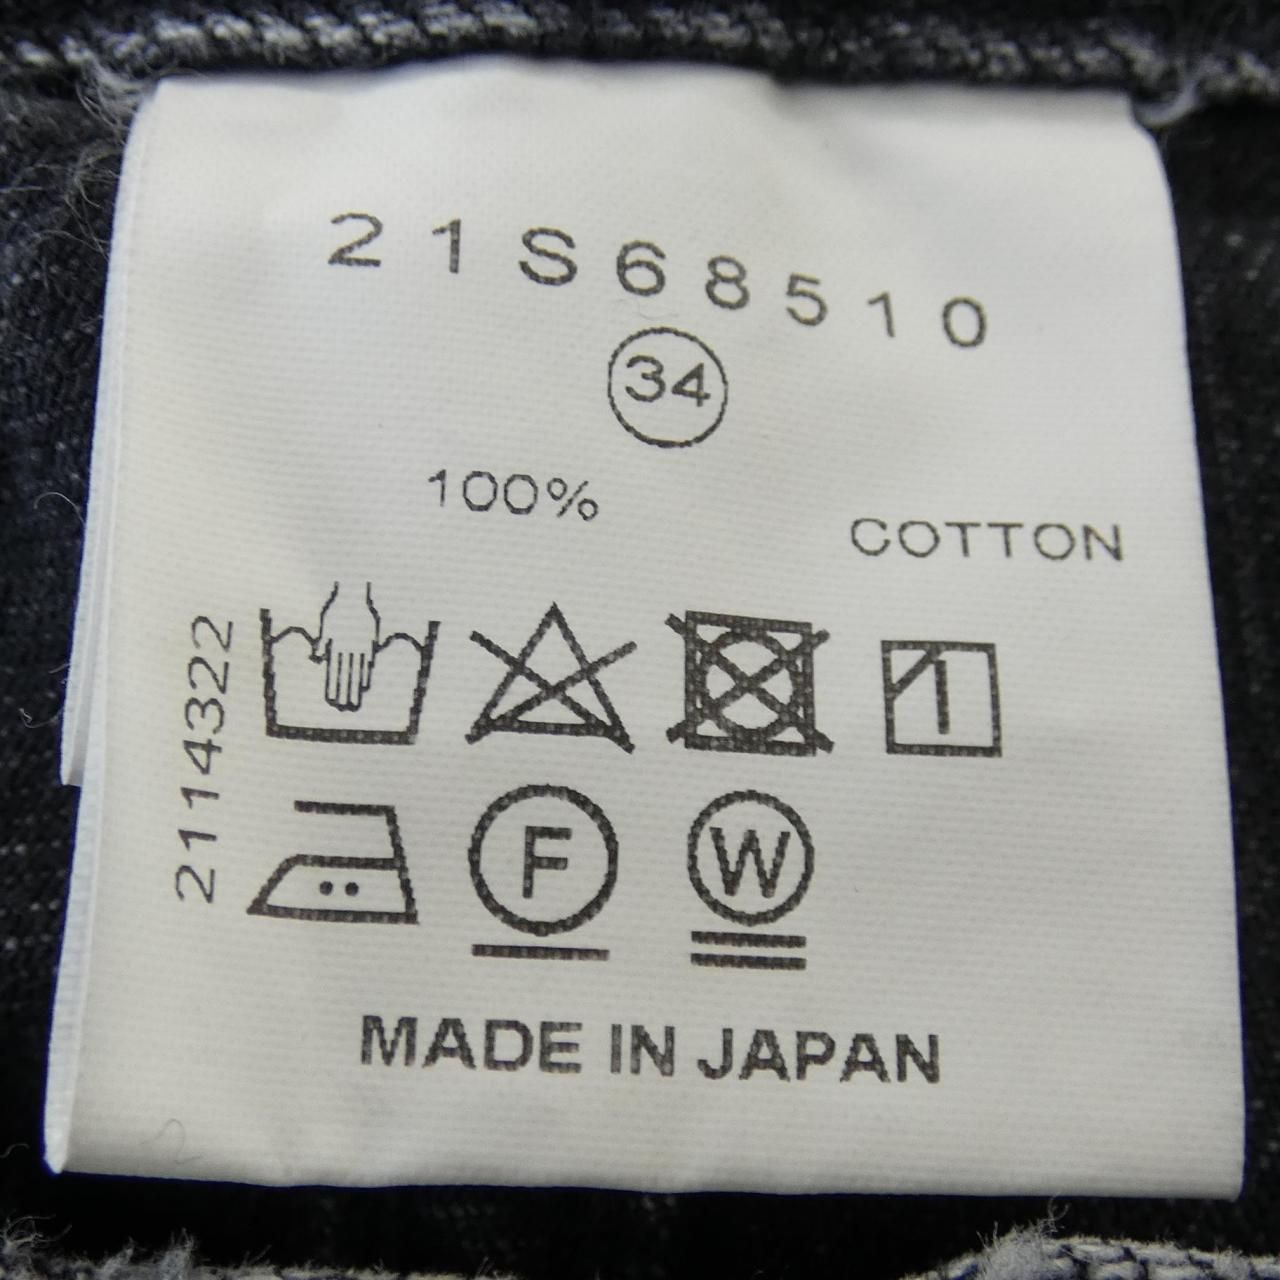 21S68510
34
100% COTTON
2114322
F W
MADE IN JAPAN